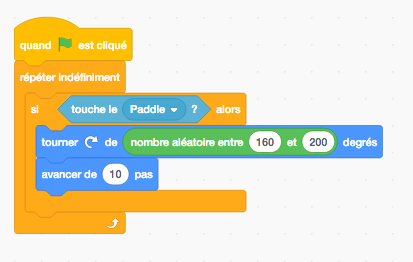 quand est cliqué
répéter indéfiniment
si touche le Paddle ? alors
tourner de nombre aléatoire entre 160 et 200 degrés
avancer de 10 pas